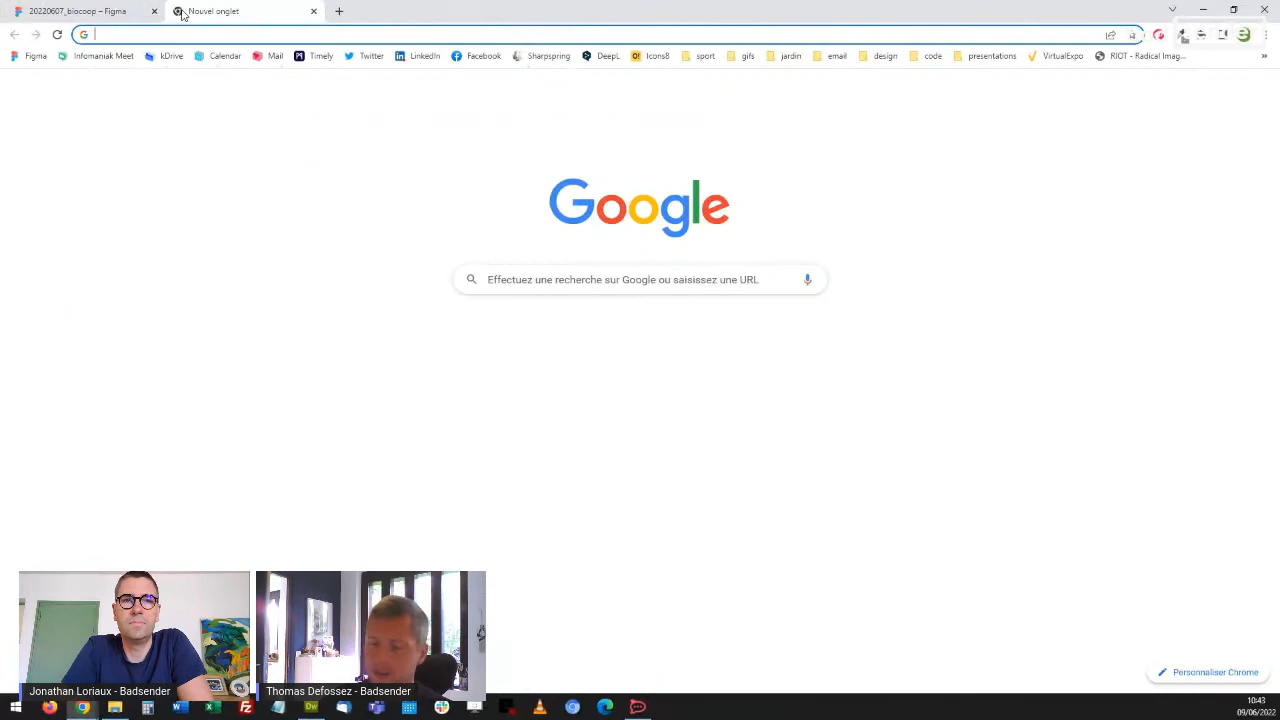 20220607_biocoop – Figma
Nouvel onglet
Figma
Infomaniak Meet
kDrive
Calendar
Mail
Timely
Twitter
LinkedIn
Facebook
Sharpspring
DeepL
Icons8
sport
gifs
jardin
email
design
code
presentations
VirtualExpo
RIOT - Radical Imag...
Google
Effectuez une recherche sur Google ou saisissez une URL
Personnaliser Chrome
Jonathan Loriaux - Badsender
Thomas Defossez - Badsender
10:43
09/06/2022